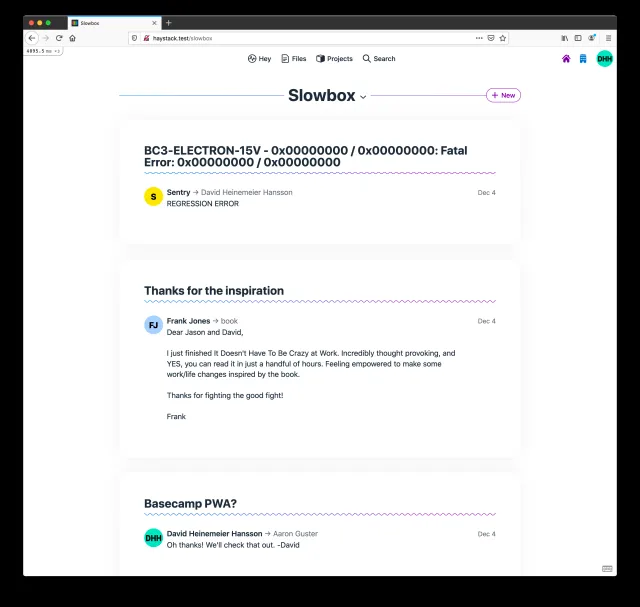 Slowbox
haystack.test/slowbox
4095.5 ms ×1
Hey Files Projects Search
DHH
Slowbox
+ New
BC3-ELECTRON-15V - 0x00000000 / 0x00000000: Fatal
Error: 0x00000000 / 0x00000000
S
Sentry → David Heinemeier Hansson
Dec 4
REGRESSION ERROR
Thanks for the inspiration
FJ
Frank Jones → book
Dec 4
Dear Jason and David,
I just finished It Doesn't Have To Be Crazy at Work. Incredibly thought provoking, and
YES, you can read it in just a handful of hours. Feeling empowered to make some
work/life changes inspired by the book.
Thanks for fighting the good fight!
Frank
Basecamp PWA?
DHH
David Heinemeier Hansson → Aaron Guster
Dec 4
Oh thanks! We'll check that out. -David